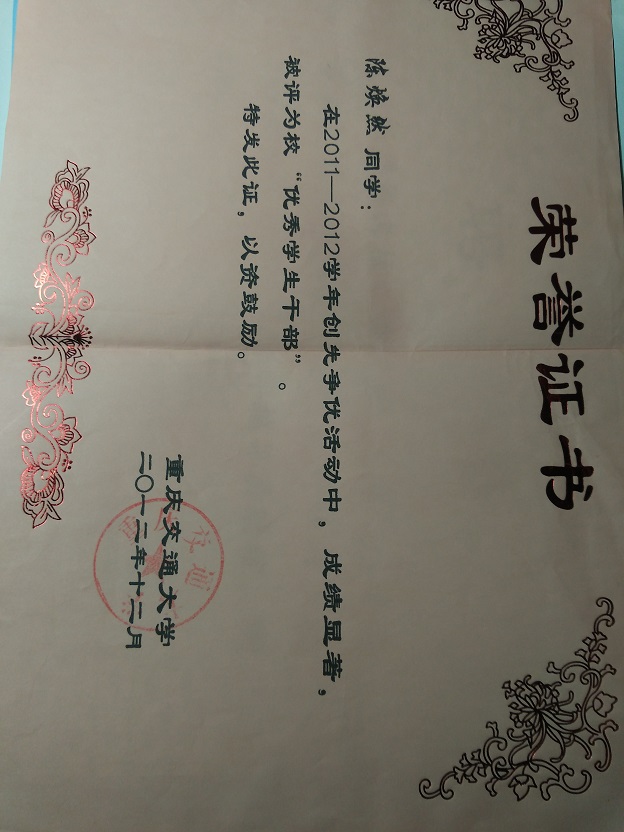 荣誉证书
陈焕然 同学：
在2011—2012学年创先争优活动中，成绩显著，
被评为校“优秀学生干部”。
特发此证，以资鼓励。
重庆交通大学
二〇一二年十二月